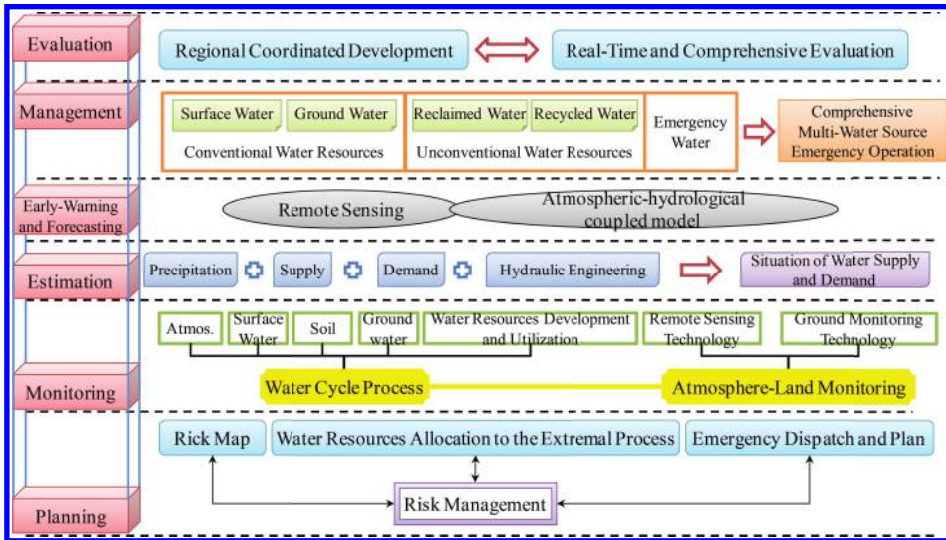 Evaluation
Regional Coordinated Development
Real-Time and Comprehensive Evaluation
Management
Surface Water
Ground Water
Conventional Water Resources
Reclaimed Water
Recycled Water
Unconventional Water Resources
Emergency
Water
Comprehensive
Multi-Water Source
Emergency Operation
Early-Warning
and Forecasting
Remote Sensing
Atmospheric-hydrological
coupled model
Estimation
Precipitation
Supply
Demand
Hydraulic Engineering
Situation of Water Supply
and Demand
Monitoring
Atmos.
Surface
Water
Soil
Ground
water
Water Resources Development
and Utilization
Remote Sensing
Technology
Ground Monitoring
Technology
Water Cycle Process
Atmosphere-Land Monitoring
Planning
Rick Map
Water Resources Allocation to the Extremal Process
Emergency Dispatch and Plan
Risk Management